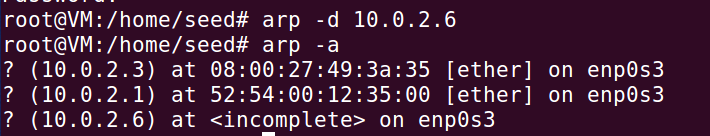 root@VM:/home/seed# arp -d 10.0.2.6
root@VM:/home/seed# arp -a
? (10.0.2.3) at 08:00:27:49:3a:35 [ether] on enp0s3
? (10.0.2.1) at 52:54:00:12:35:00 [ether] on enp0s3
? (10.0.2.6) at <incomplete> on enp0s3